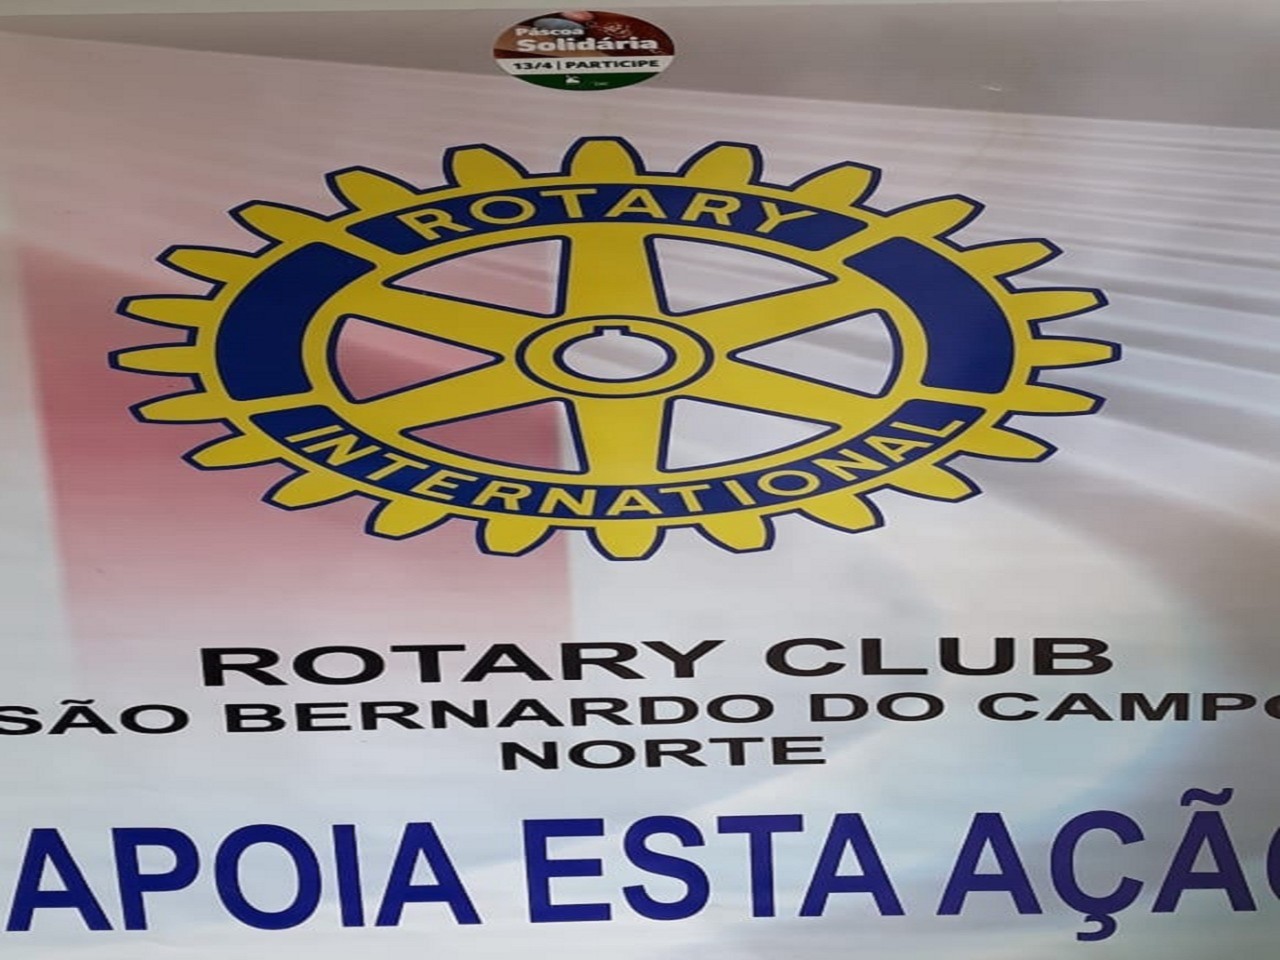 Páscoa
Solidária
13/4 | PARTICIPE
ROTARY
INTERNATIONAL
ROTARY CLUB
SÃO BERNARDO DO CAMPO
NORTE
APOIA ESTA AÇÃO